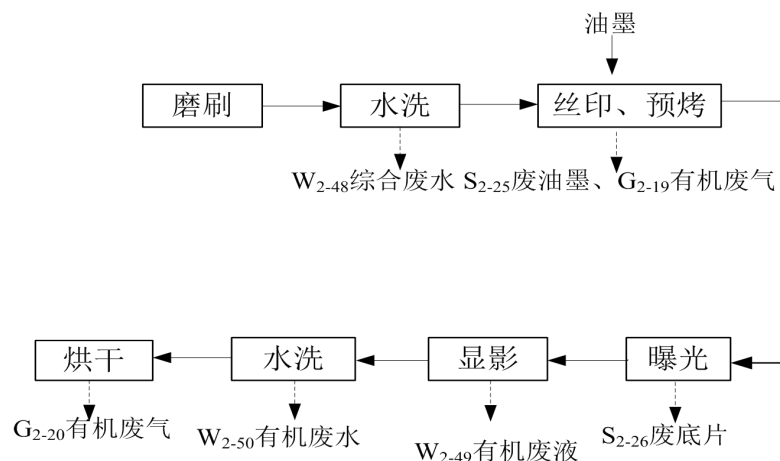 油墨
磨刷
水洗
丝印、预烤
W2-48综合废水
S2-25废油墨、G2-19有机废气
烘干
水洗
显影
曝光
G2-20有机废气
W2-50有机废水
W2-49有机废液
S2-26废底片